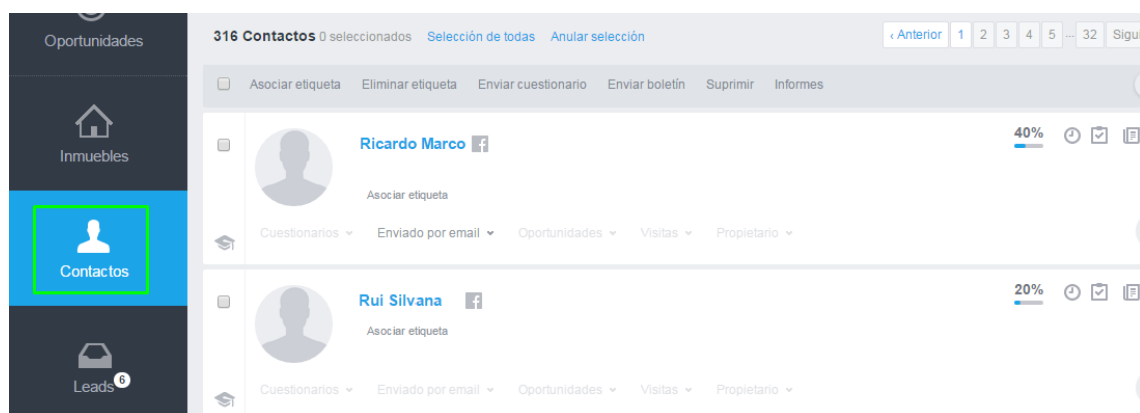 Oportunidades
Inmuebles
Contactos
Leads 6
316 Contactos 0 seleccionados Selección de todas Anular selección ‹ Anterior 1 2 3 4 5 ... 32
Asociar etiqueta Eliminar etiqueta Enviar cuestionario Enviar boletín Suprimir Informes
Ricardo Marco f 40%
Asociar etiqueta
Cuestionarios Enviado por email Oportunidades Visitas Propietario
Rui Silvana f 20%
Asociar etiqueta
Cuestionarios Enviado por email Oportunidades Visitas Propietario